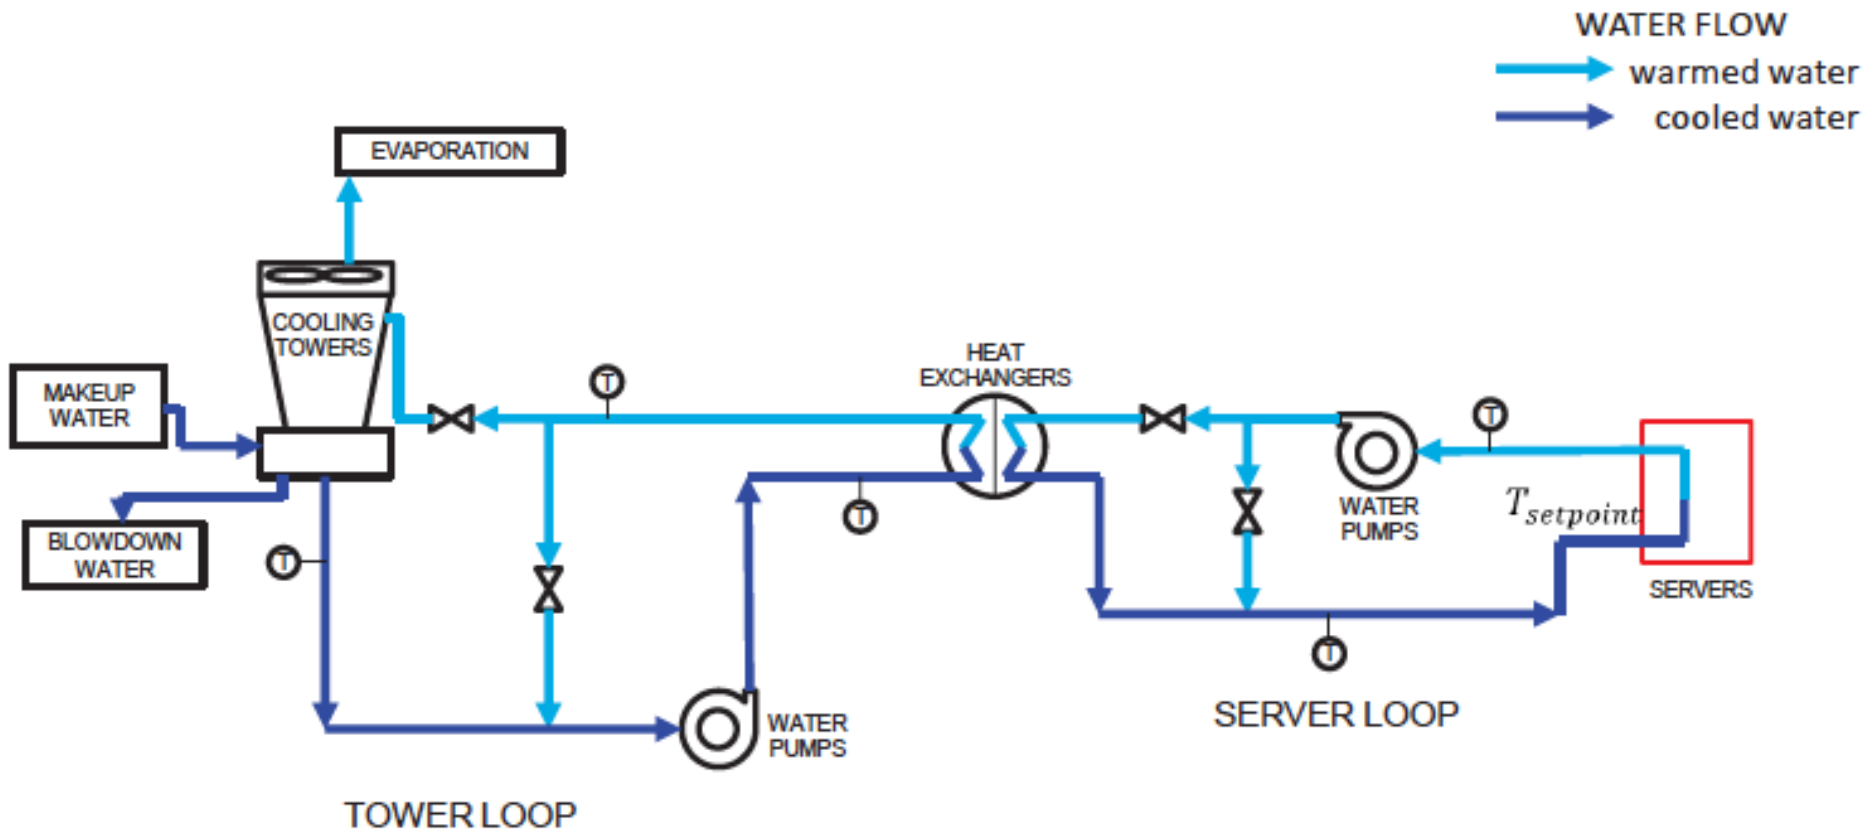 WATER FLOW
warmed water
cooled water
EVAPORATION
COOLING
TOWERS
MAKEUP
WATER
BLOWDOWN
WATER
T
T
HEAT
EXCHANGERS
T
T
WATER
PUMPS
T
WATER
PUMPS
T_setpoint
SERVERS
T
SERVER LOOP
TOWER LOOP